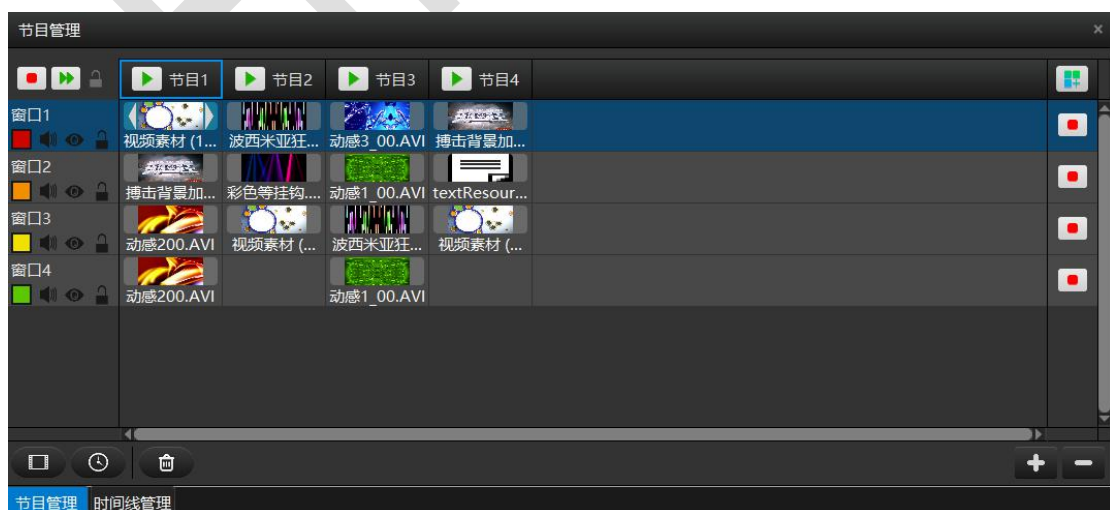 节目管理
节目1 节目2 节目3 节目4
窗口1
视频素材 (1... 波西米亚狂... 动感3_00.AVI 搏击背景加...
窗口2
搏击背景加... 彩色等挂钩.... 动感1_00.AVI textResour...
窗口3
动感200.AVI 视频素材 (... 波西米亚狂... 视频素材 (...
窗口4
动感200.AVI 动感1_00.AVI
节目管理 时间线管理